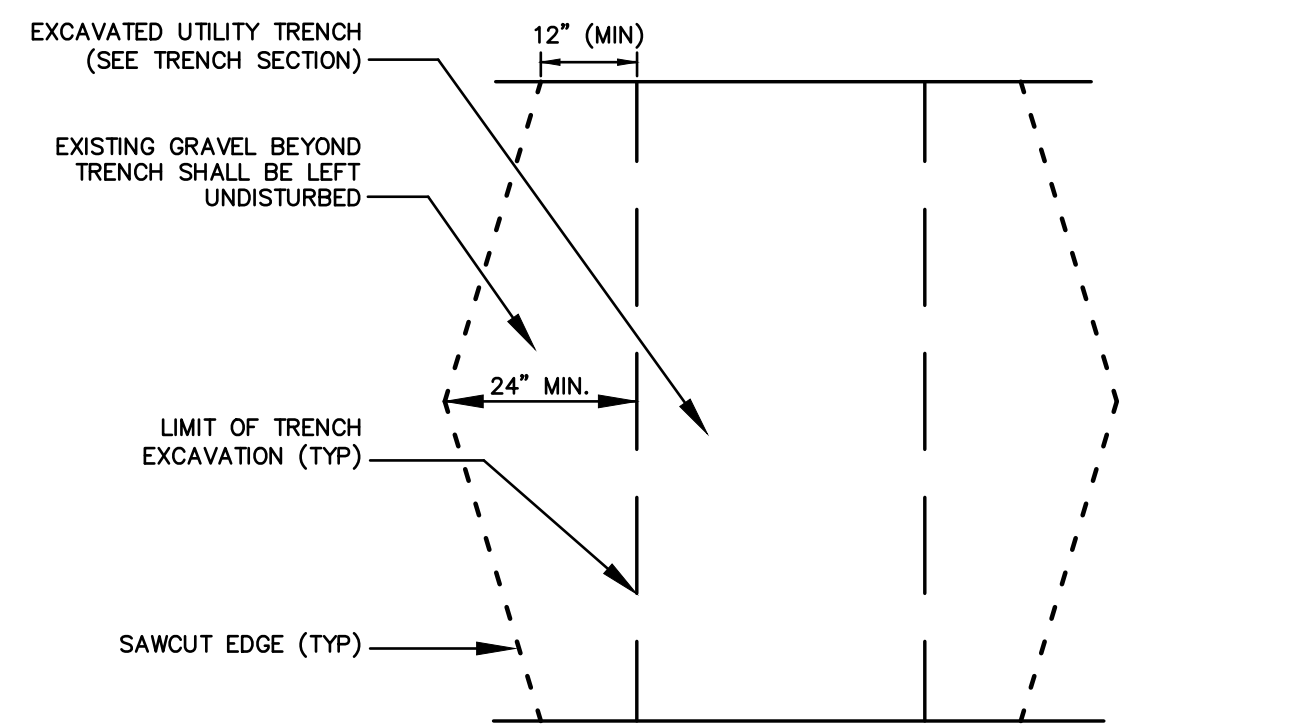 EXCAVATED UTILITY TRENCH
(SEE TRENCH SECTION)
12" (MIN)
EXISTING GRAVEL BEYOND
TRENCH SHALL BE LEFT
UNDISTURBED
24" MIN.
LIMIT OF TRENCH
EXCAVATION (TYP)
SAWCUT EDGE (TYP)